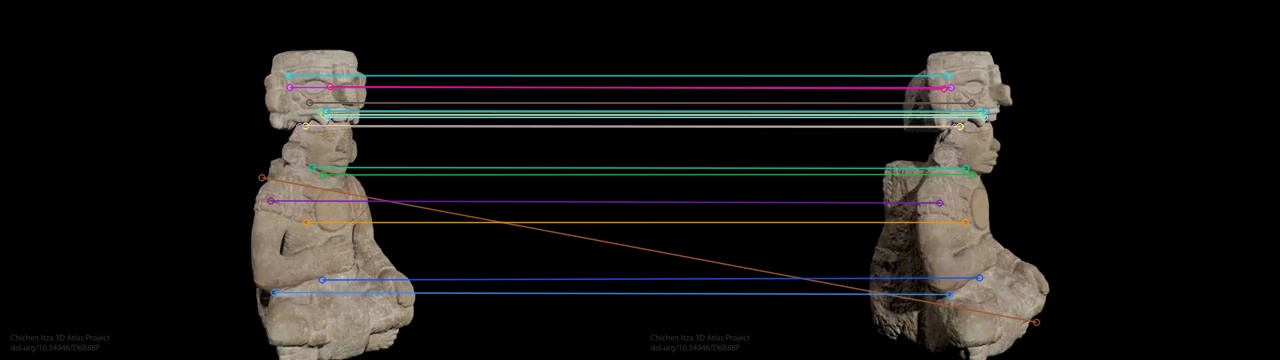 Chichen Itza 3D Atlas Project
doi.org/10.34946/D6B88P
Chichen Itza 3D Atlas Project
doi.org/10.34946/D6B88P